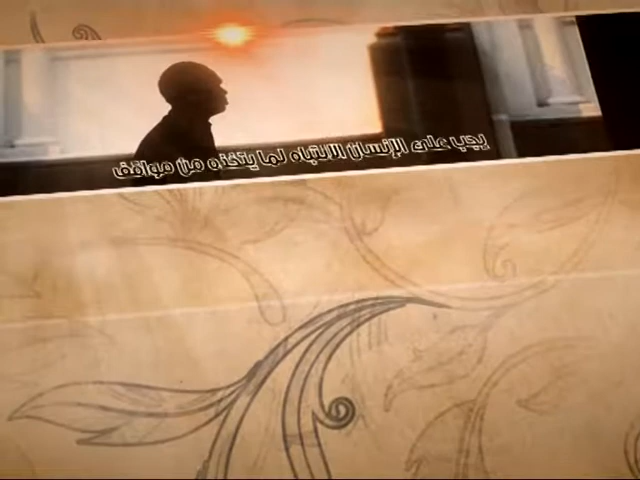 يجب على الإنسان الانتباه لما يتخذه من مواقف